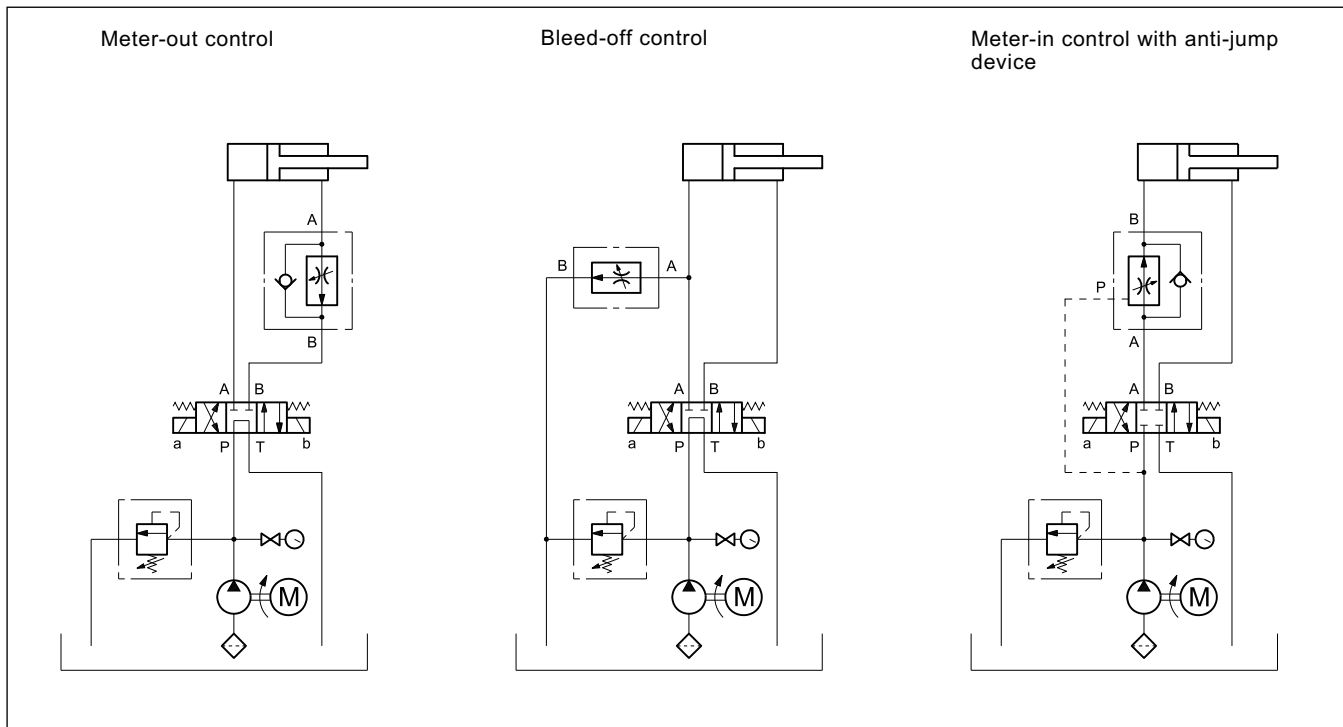 Meter-out control
A
B
A B
a P T b
M
Bleed-off control
B A
A B
a P T b
M
Meter-in control with anti-jump
device
B
P
A
A B
a P T b
M